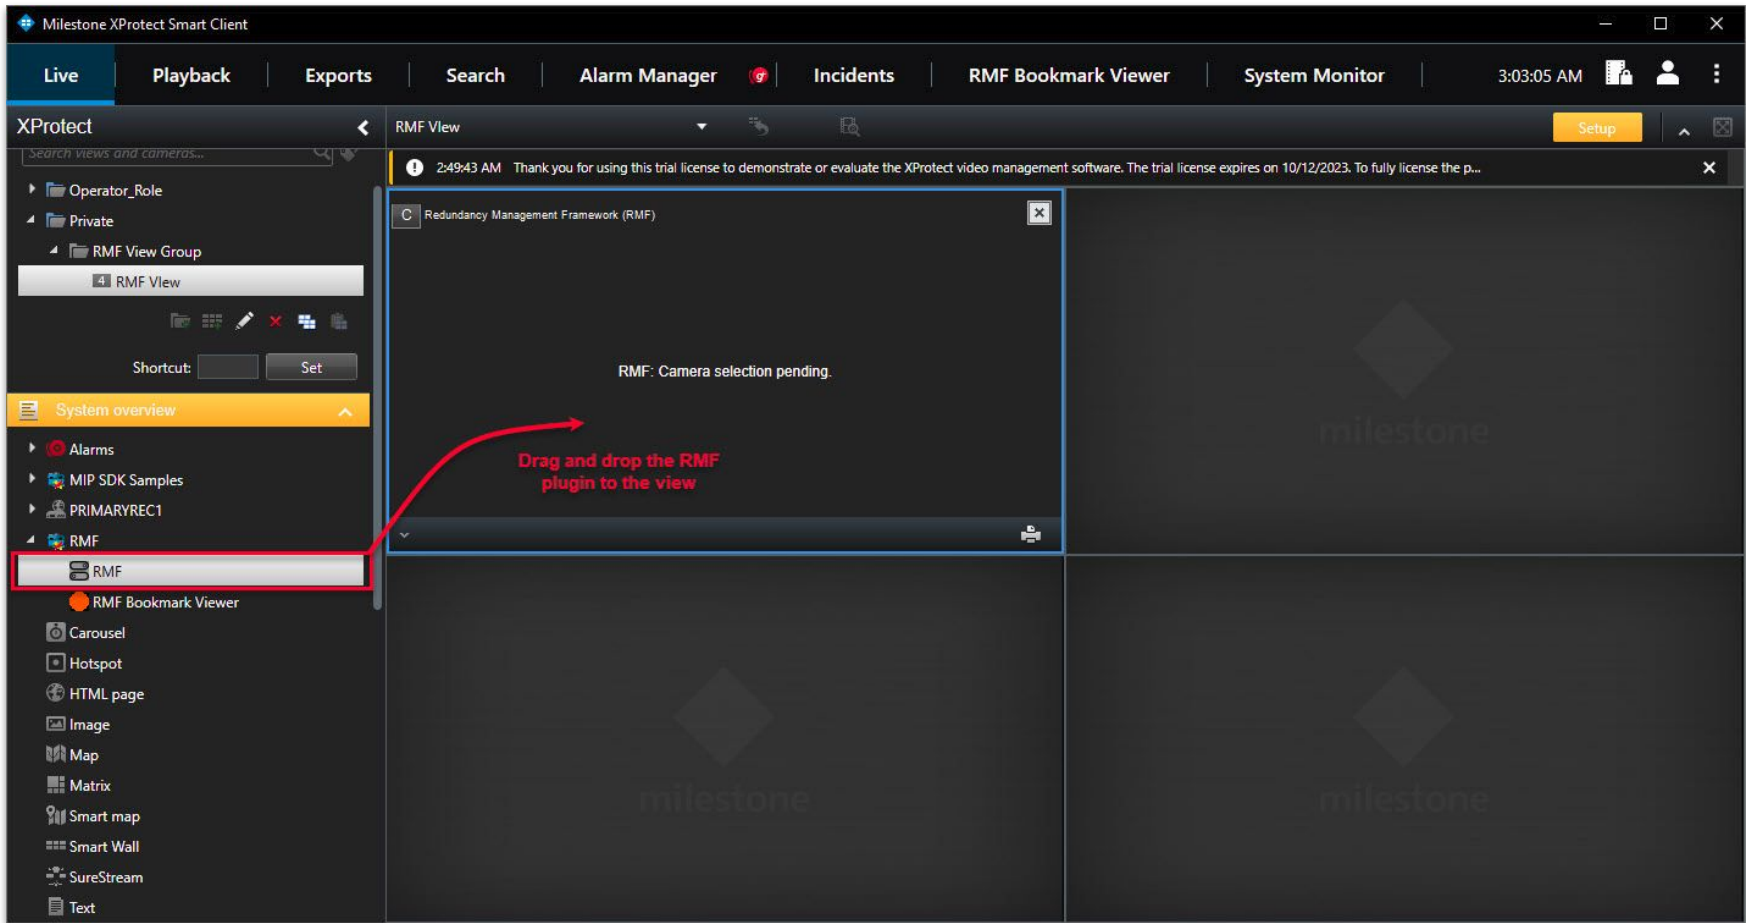 Milestone XProtect Smart Client
Live
Playback
Exports
Search
Alarm Manager
Incidents
RMF Bookmark Viewer
System Monitor
3:03:05 AM
XProtect
RMF VIew
Setup
Search views and cameras...
2:49:43 AM Thank you for using this trial license to demonstrate or evaluate the XProtect video management software. The trial license expires on 10/12/2023. To fully license the p...
Operator_Role
Private
RMF View Group
4 RMF VIew
Shortcut:
Set
System overview
Alarms
MIP SDK Samples
PRIMARYREC1
RMF
RMF
RMF Bookmark Viewer
Carousel
Hotspot
HTML page
Image
Map
Matrix
Smart map
Smart Wall
SureStream
Text
C Redundancy Management Framework (RMF)
RMF: Camera selection pending.
Drag and drop the RMF
plugin to the view
milestone
milestone
milestone